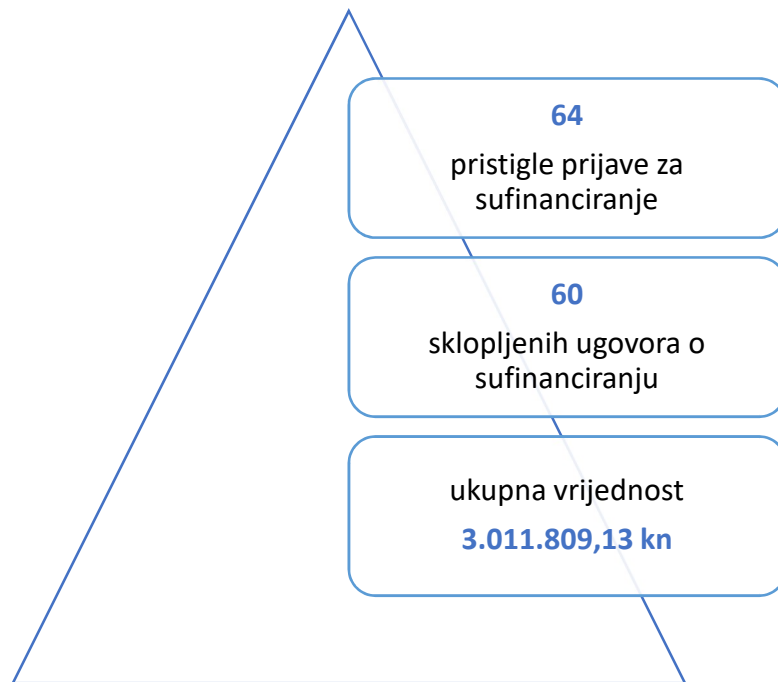 64
pristigle prijave za
sufinanciranje
60
sklopljenih ugovora o
sufinanciranju
ukupna vrijednost
3.011.809,13 kn